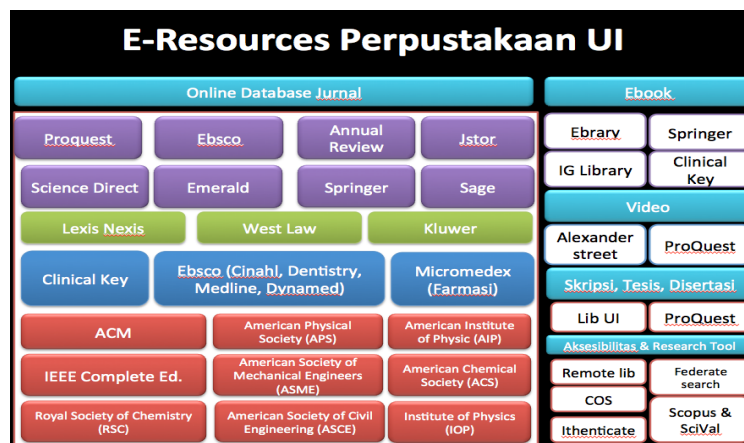 E-Resources Perpustakaan UI
Online Database Jurnal
Proquest
Ebsco
Annual
Review
Jstor
Science Direct
Emerald
Springer
Sage
Lexis Nexis
West Law
Kluwer
Clinical Key
Ebsco (Cinahl, Dentistry,
Medline, Dynamed)
Micromedex
(Farmasi)
ACM
American Physical
Society (APS)
American Institute
of Physic (AIP)
IEEE Complete Ed.
American Society of
Mechanical Engineers
(ASME)
American Chemical
Society (ACS)
Royal Society of Chemistry
(RSC)
American Society of Civil
Engineering (ASCE)
Institute of Physics
(IOP)
Ebook
Ebrary
Springer
IG Library
Clinical
Key
Video
Alexander
street
ProQuest
Skripsi, Tesis, Disertasi
Lib UI
ProQuest
Aksesibilitas & Research Tool
Remote lib
Federate
search
COS
Ithenticate
Scopus &
SciVal